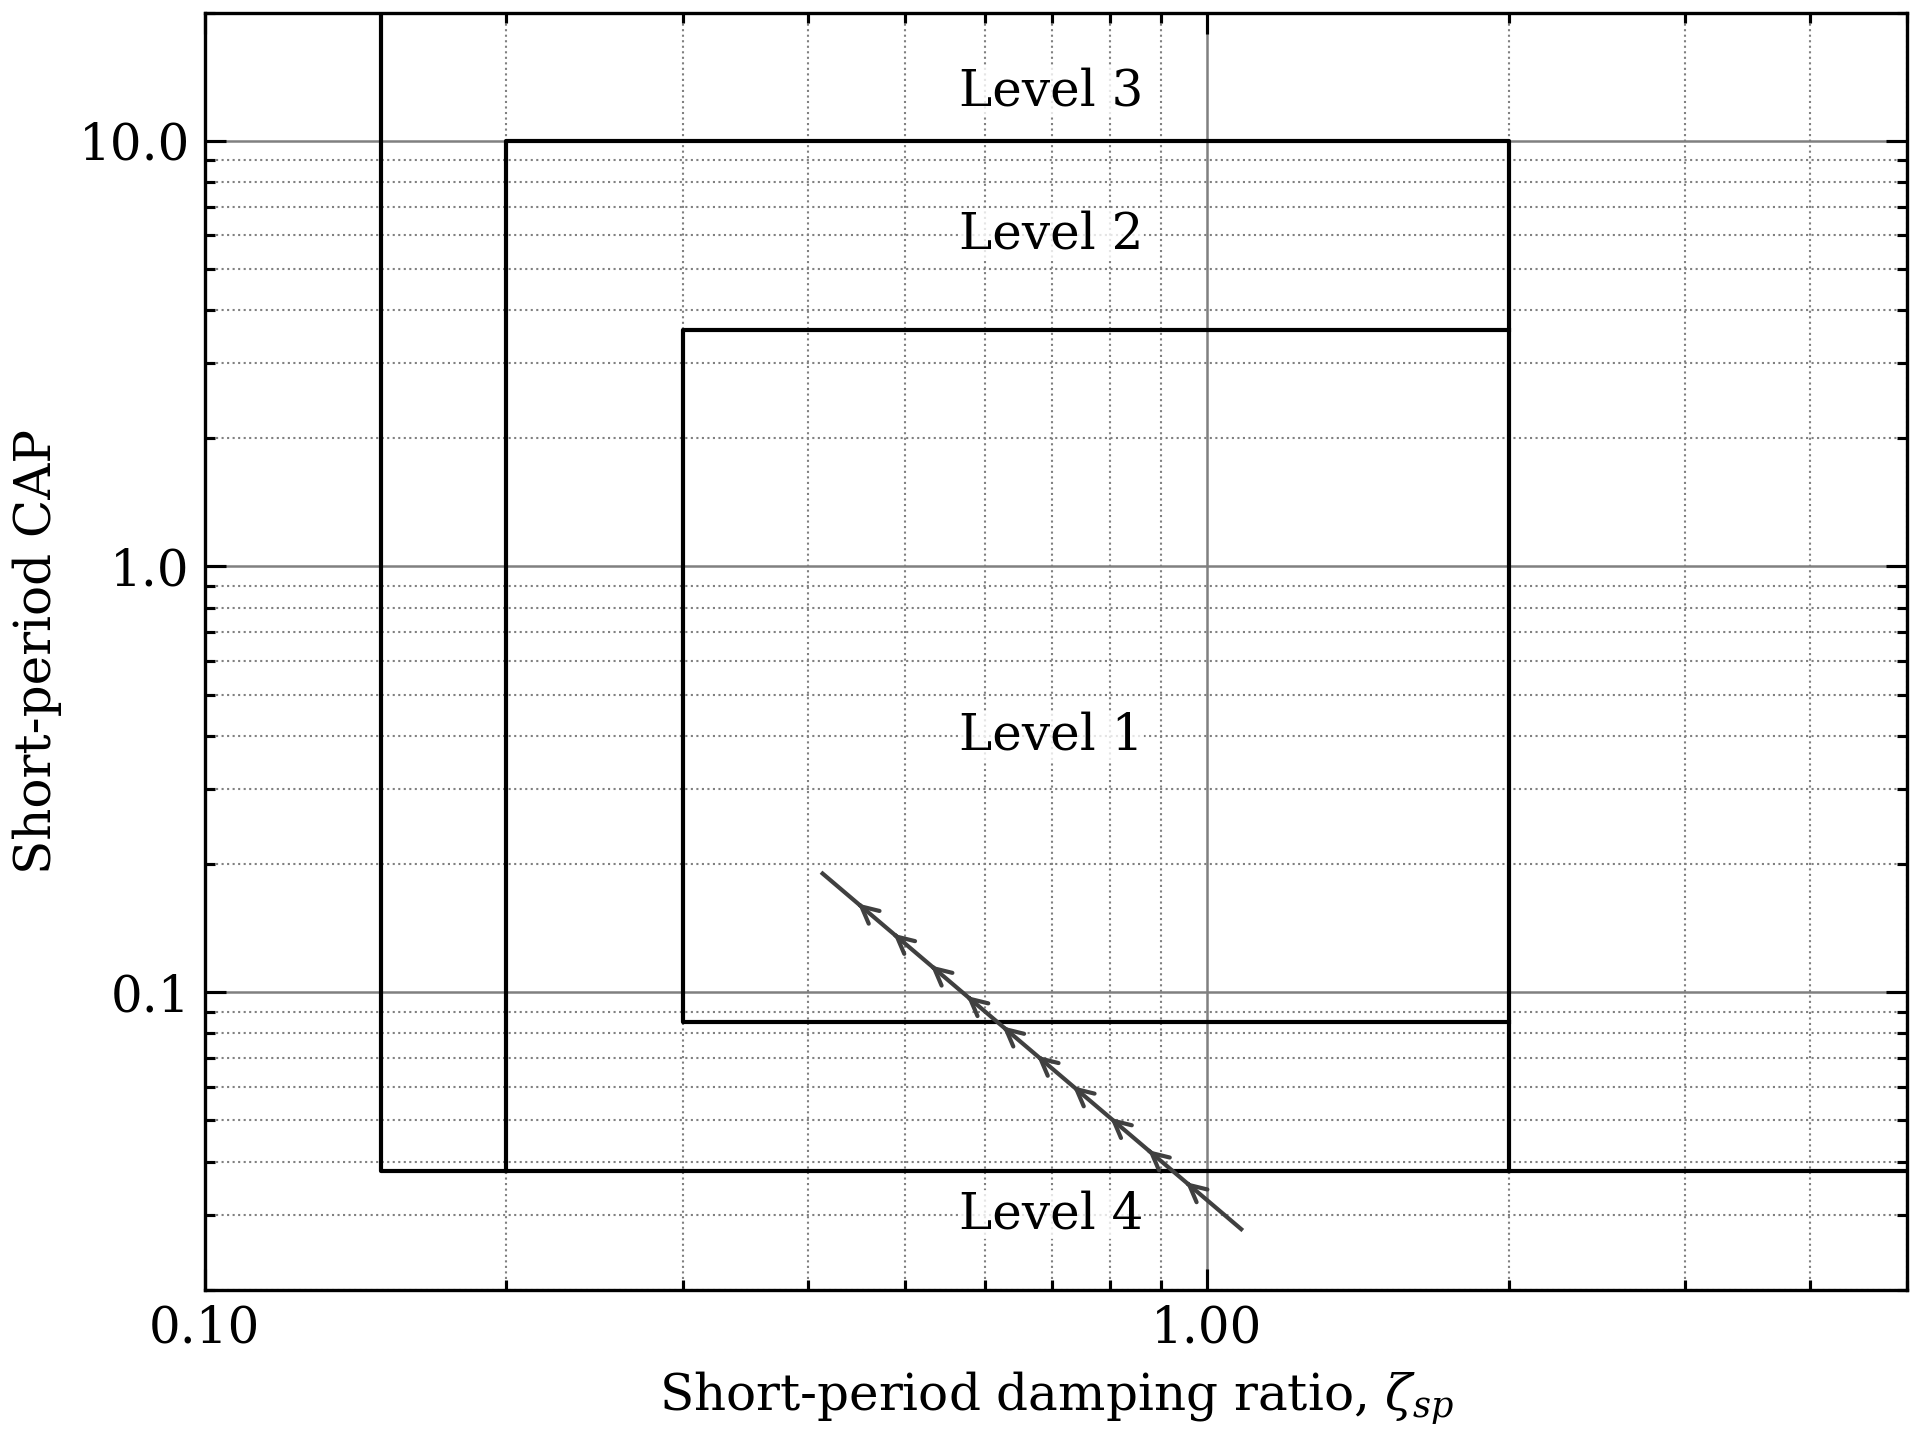 Level 3
10.0
Level 2
Short-period CAP
1.0
Level 1
0.1
Level 4
0.10
1.00
Short-period damping ratio, ζsp